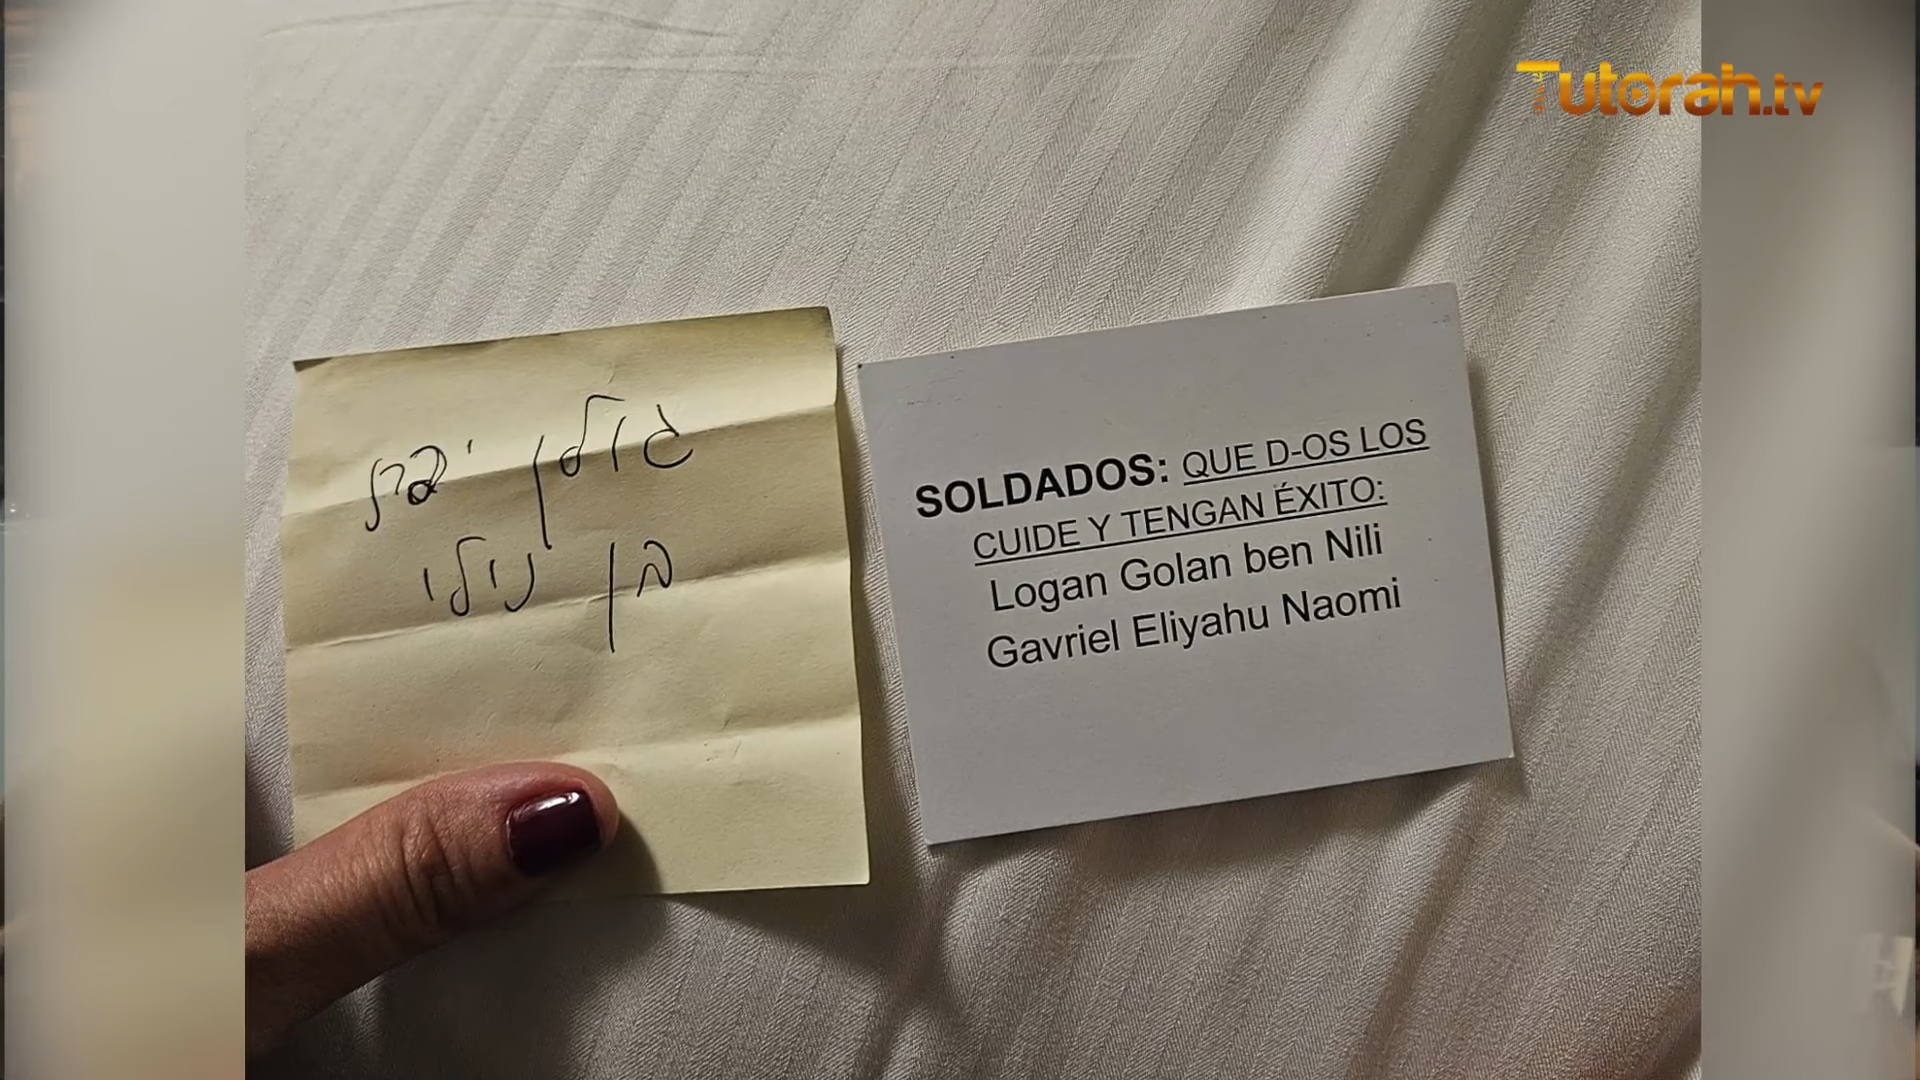 Tutorah.tv
גולן
בן נילי
SOLDADOS: QUE D-OS LOS
CUIDE Y TENGAN ÉXITO:
Logan Golan ben Nili
Gavriel Eliyahu Naomi